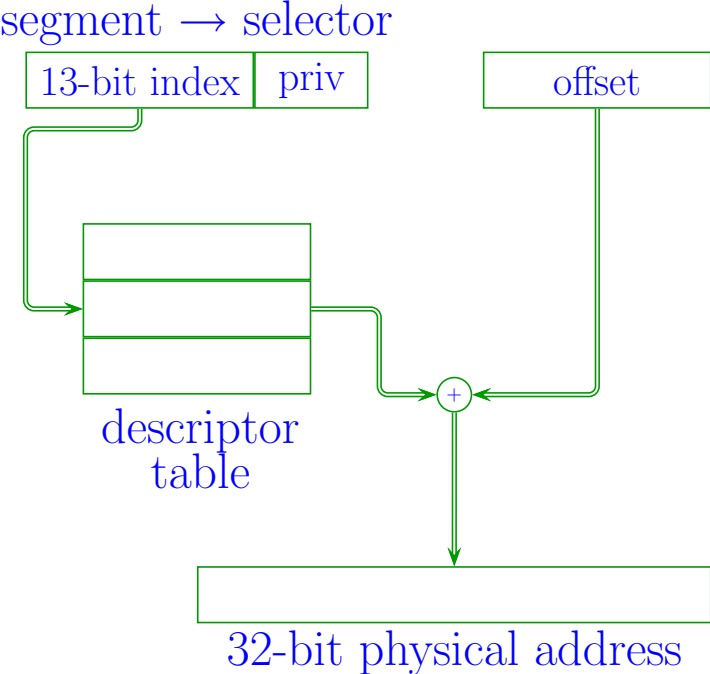 segment → selector
13-bit index
priv
offset
+
descriptor
table
32-bit physical address